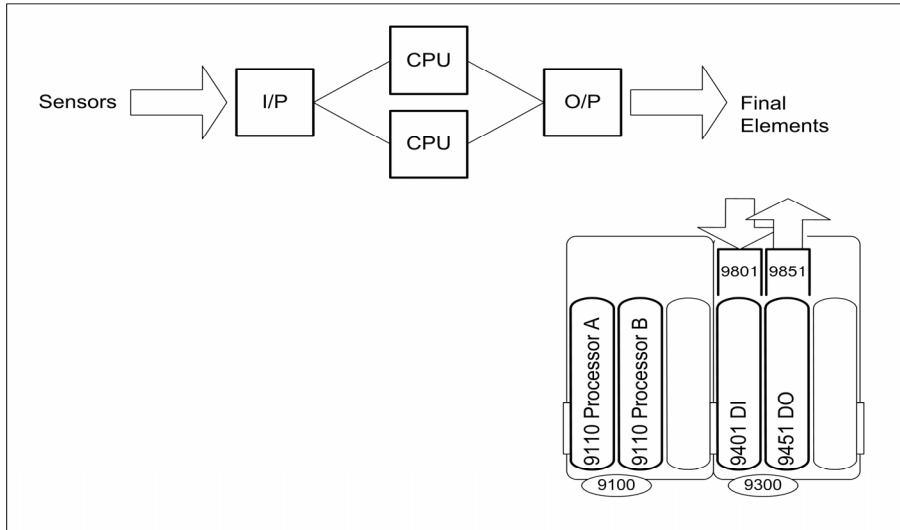 CPU
Sensors
I/P
O/P
Final
Elements
CPU
9801
9851
9110 Processor A
9110 Processor B
9401 DI
9451 DO
9100
9300